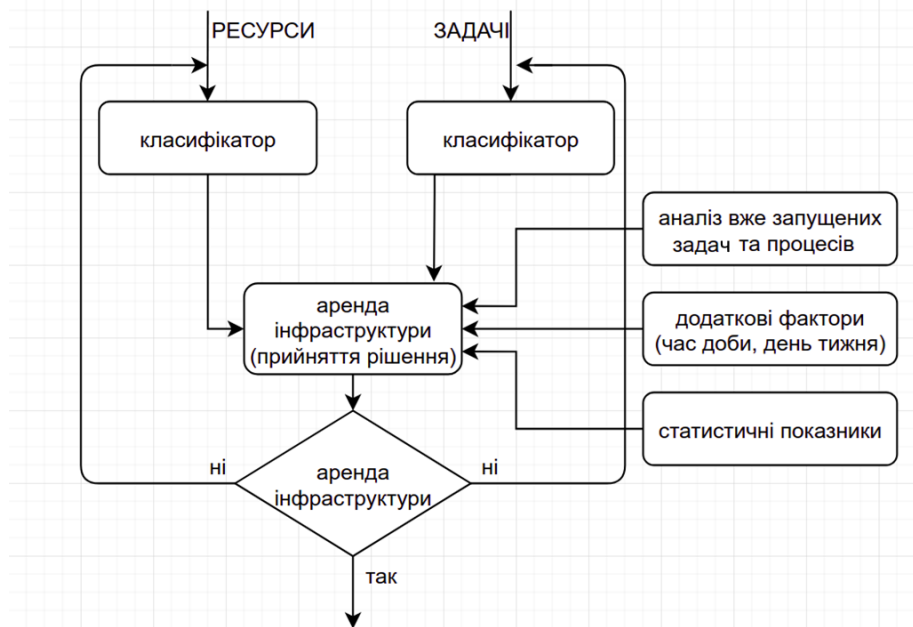 РЕСУРСИ
ЗАДАЧІ
класифікатор
класифікатор
аналіз вже запущених
задач та процесів
аренда
інфраструктури
(прийняття рішення)
додаткові фактори
(час доби, день тижня)
статистичні показники
ні
аренда
інфраструктури
ні
так